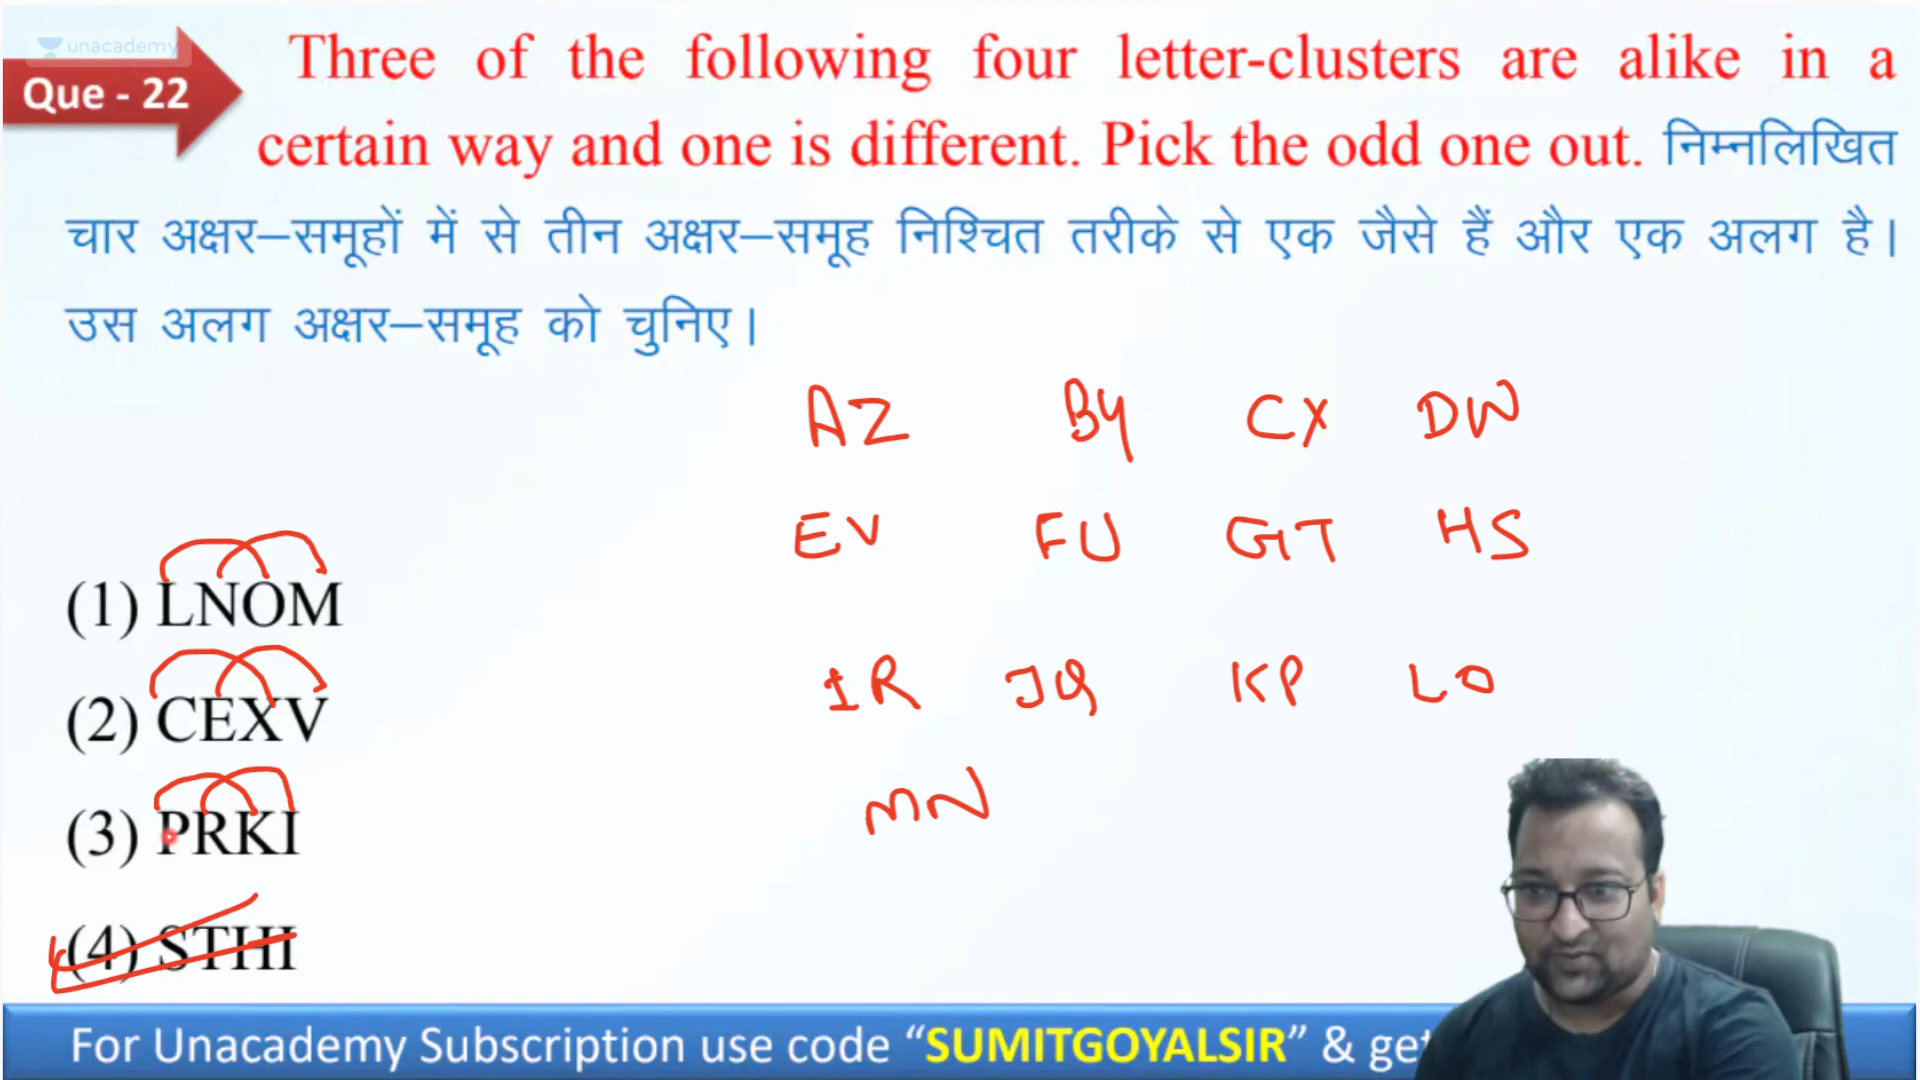 unacademy
Que - 22
Three of the following four letter-clusters are alike in a
certain way and one is different. Pick the odd one out. निम्नलिखित
चार अक्षर–समूहों में से तीन अक्षर–समूह निश्चित तरीके से एक जैसे हैं और एक अलग है।
उस अलग अक्षर–समूह को चुनिए।
AZ BY CX DW
EV FU GT HS
IR JQ KP LO
MN
(1) LNOM
(2) CEXV
(3) PRKI
(4) STHI
For Unacademy Subscription use code “SUMITGOYALSIR” & get